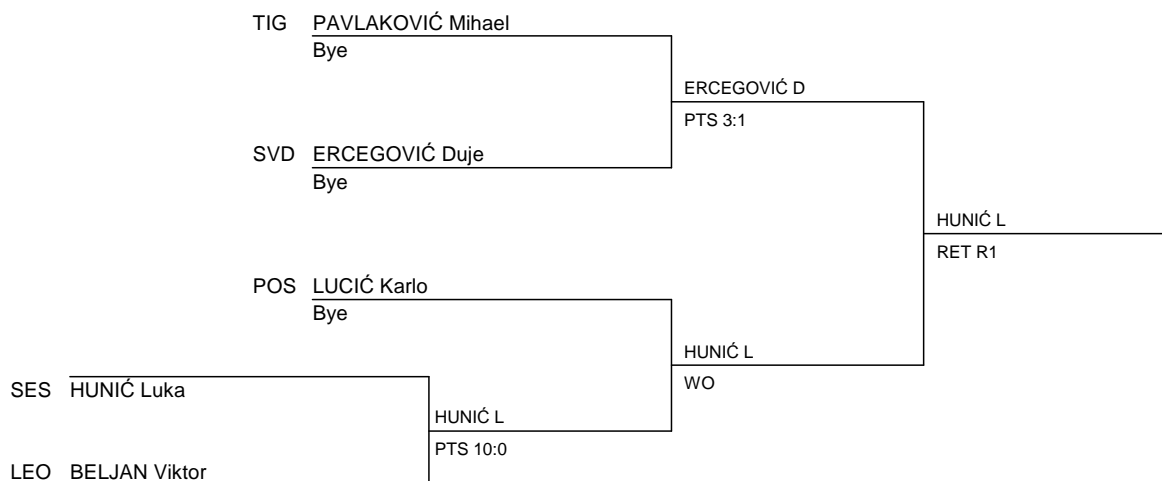 TIG PAVLAKOVIĆ Mihael
Bye
ERCEGOVIĆ D
PTS 3:1
SVD ERCEGOVIĆ Duje
Bye
HUNIĆ L
RET R1
POS LUCIĆ Karlo
Bye
HUNIĆ L
WO
SES HUNIĆ Luka
HUNIĆ L
PTS 10:0
LEO BELJAN Viktor